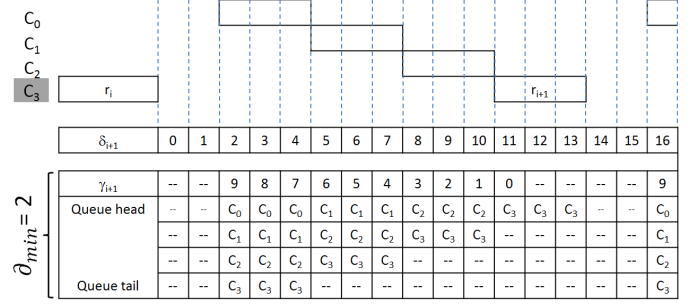 C0
C1
C2
C3 ri ri+1
δi+1 0 1 2 3 4 5 6 7 8 9 10 11 12 13 14 15 16
∂min = 2
γi+1 -- -- 9 8 7 6 5 4 3 2 1 0 -- -- -- -- 9
Queue head -- -- C0 C0 C0 C1 C1 C1 C2 C2 C2 C3 C3 C3 -- -- C0
-- -- C1 C1 C1 C2 C2 C2 C3 C3 C3 -- -- -- -- -- C1
-- -- C2 C2 C2 C3 C3 C3 -- -- -- -- -- -- -- -- C2
Queue tail -- -- C3 C3 C3 -- -- -- -- -- -- -- -- -- -- -- C3